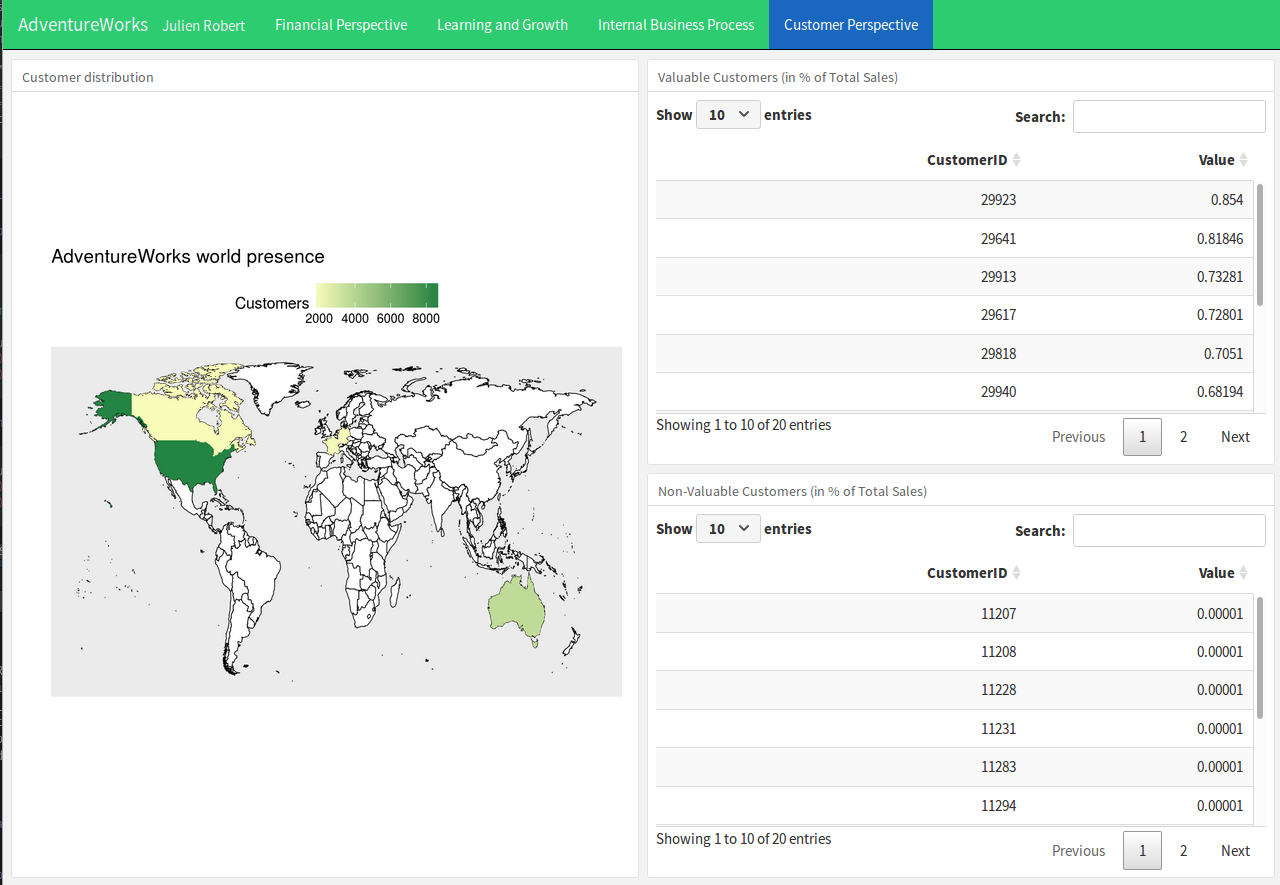 AdventureWorks Julien Robert Financial Perspective Learning and Growth Internal Business Process Customer Perspective
Customer distribution
AdventureWorks world presence
Customers
2000 4000 6000 8000
Valuable Customers (in % of Total Sales)
Show 10 entries Search:
CustomerID Value
29923 0.854
29641 0.81846
29913 0.73281
29617 0.72801
29818 0.7051
29940 0.68194
Showing 1 to 10 of 20 entries Previous 1 2 Next
Non-Valuable Customers (in % of Total Sales)
Show 10 entries Search:
CustomerID Value
11207 0.00001
11208 0.00001
11228 0.00001
11231 0.00001
11283 0.00001
11294 0.00001
Showing 1 to 10 of 20 entries Previous 1 2 Next